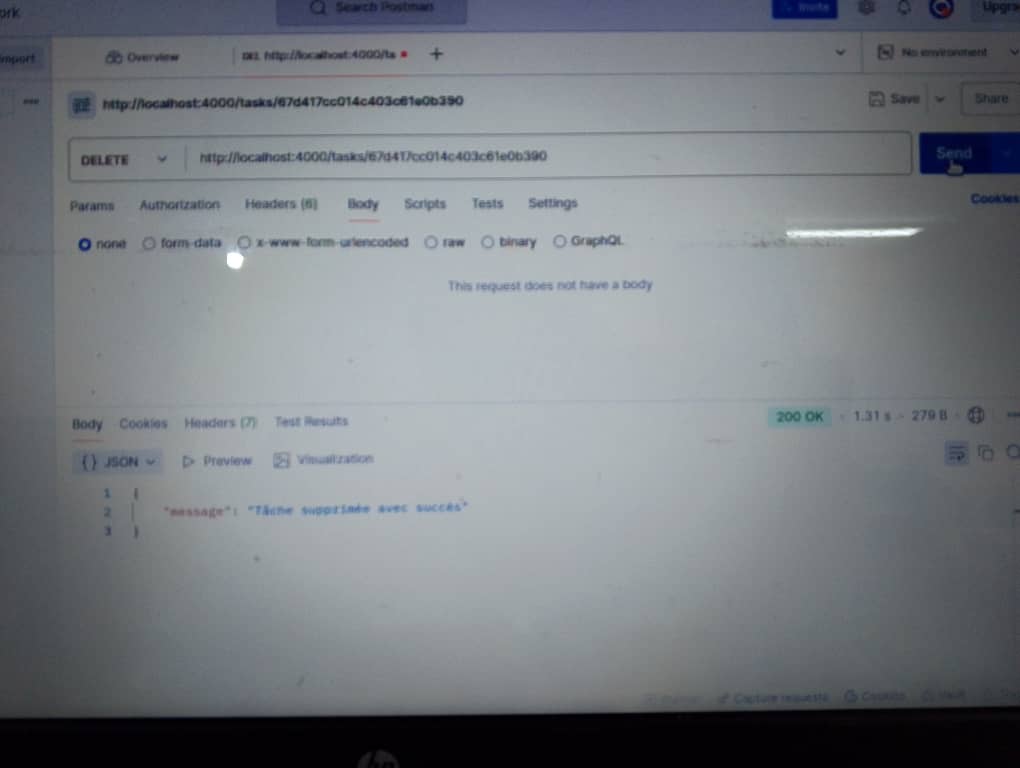 ork
Search Postman
Invite
Upgra
mport
Overview
DEL http://localhost:4000/ta
+
No environment
http://localhost:4000/tasks/67d417cc014c403c61e0b390
Save
Share
DELETE
http://localhost:4000/tasks/67d417cc014c403c61e0b390
Send
Params Authorization Headers (6) Body Scripts Tests Settings
Cookies
none form-data x-www-form-urlencoded raw binary GraphQL
This request does not have a body
Body Cookies Headers (7) Test Results
200 OK · 1.31 s · 279 B ·
{} JSON Preview Visualization
1 {
2 "message": "Tâche supprimée avec succès"
3 }
Capture requests Cookies Vault
hp